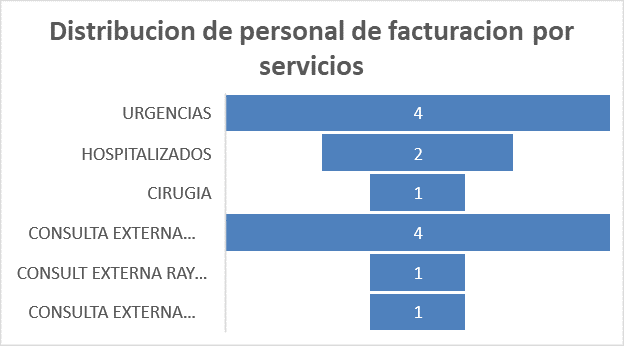 Distribucion de personal de facturacion por
servicios
URGENCIAS 4
HOSPITALIZADOS 2
CIRUGIA 1
CONSULTA EXTERNA... 4
CONSULT EXTERNA RAY... 1
CONSULTA EXTERNA... 1